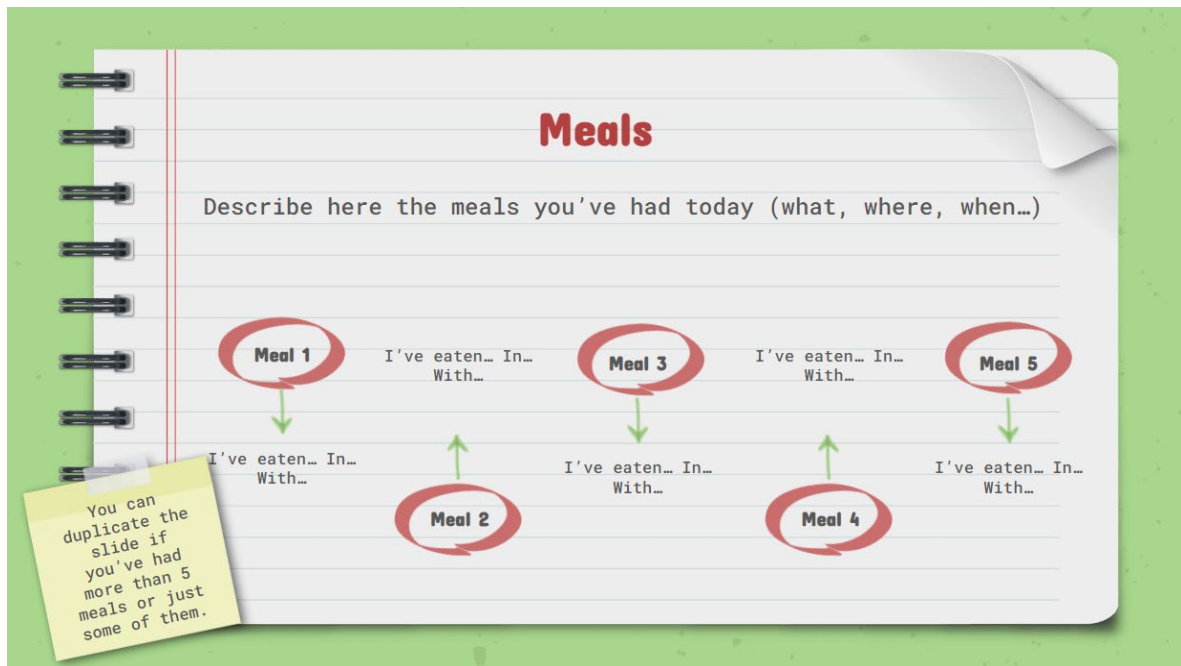 Meals
Describe here the meals you've had today (what, where, when…)
Meal 1
I've eaten… In…
With…
Meal 2
I've eaten… In…
With…
Meal 3
I've eaten… In…
With…
Meal 4
I've eaten… In…
With…
Meal 5
I've eaten… In…
With…
You can
duplicate the
slide if
you've had
more than 5
meals or just
some of them.